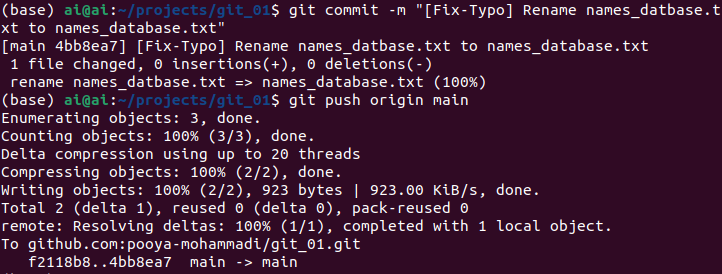 (base) ai@ai:~/projects/git_01$ git commit -m "[Fix-Typo] Rename names_datbase.t
xt to names_database.txt"
[main 4bb8ea7] [Fix-Typo] Rename names_datbase.txt to names_database.txt
 1 file changed, 0 insertions(+), 0 deletions(-)
 rename names_datbase.txt => names_database.txt (100%)
(base) ai@ai:~/projects/git_01$ git push origin main
Enumerating objects: 3, done.
Counting objects: 100% (3/3), done.
Delta compression using up to 20 threads
Compressing objects: 100% (2/2), done.
Writing objects: 100% (2/2), 923 bytes | 923.00 KiB/s, done.
Total 2 (delta 1), reused 0 (delta 0), pack-reused 0
remote: Resolving deltas: 100% (1/1), completed with 1 local object.
To github.com:pooya-mohammadi/git_01.git
   f2118b8..4bb8ea7  main -> main